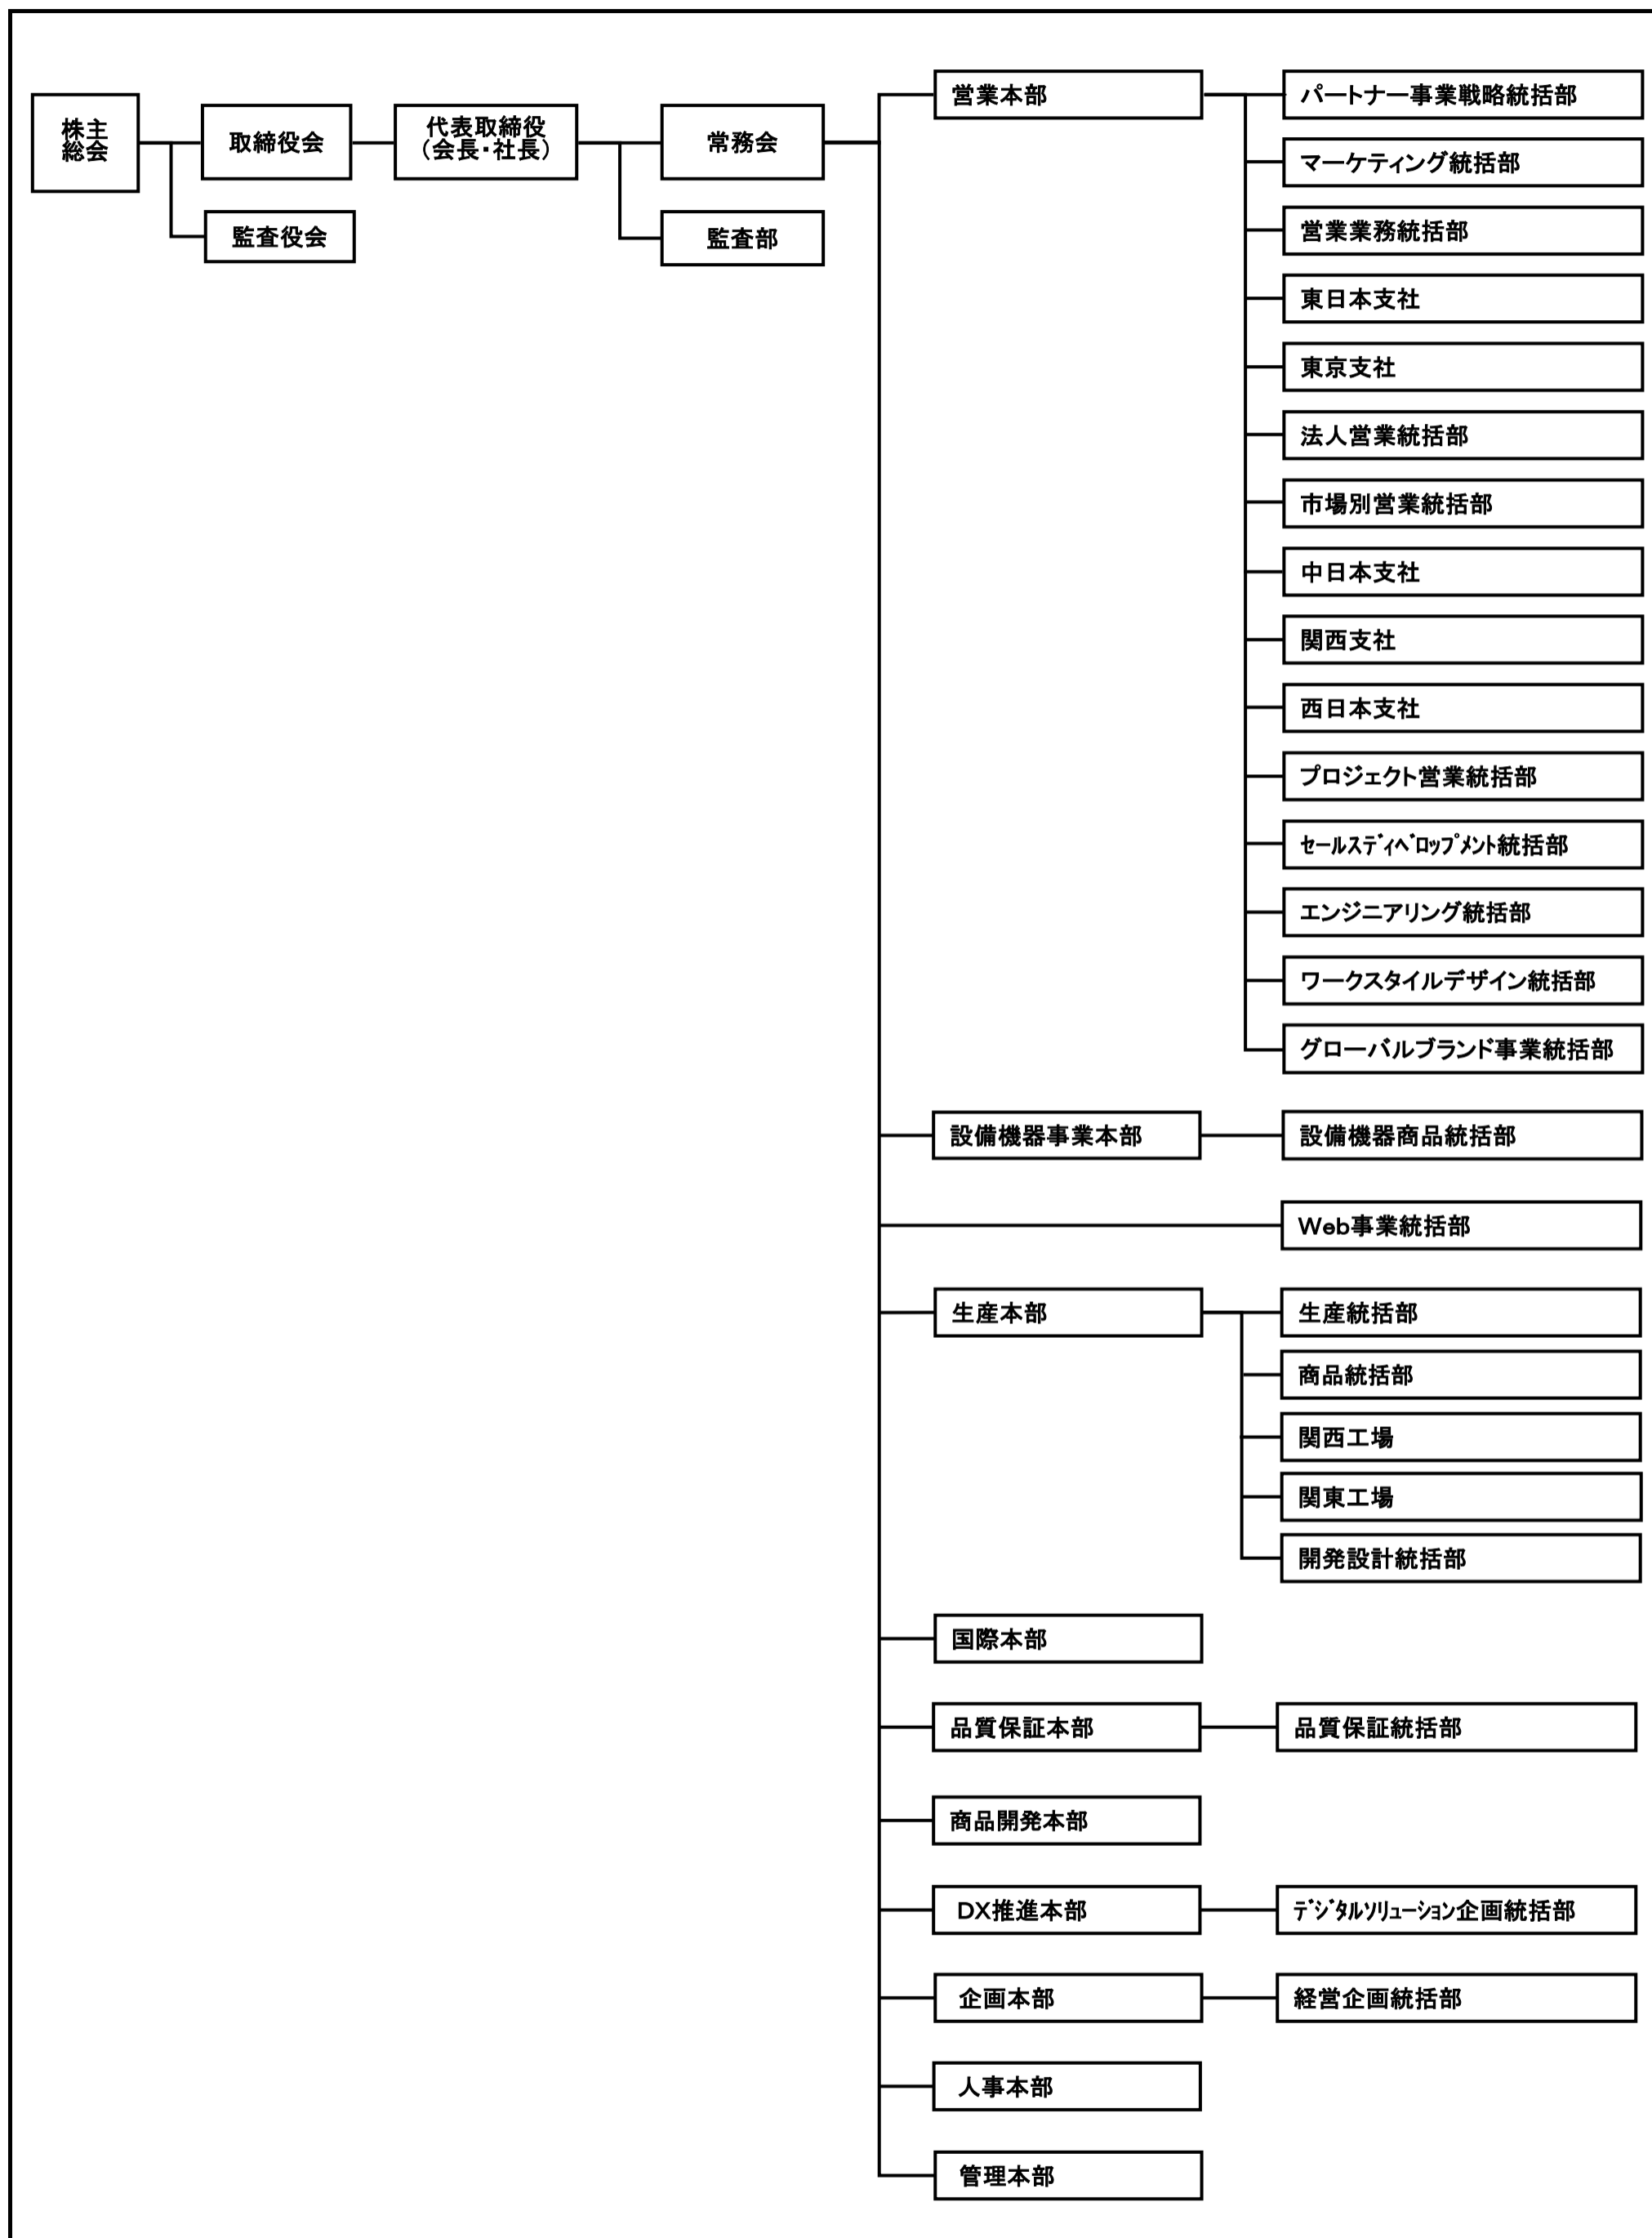 株主
総会
取締役会
監査役会
代表取締役
（会長・社長）
常務会
監査部
営業本部
パートナー事業戦略統括部
マーケティング統括部
営業業務統括部
東日本支社
東京支社
法人営業統括部
市場別営業統括部
中日本支社
関西支社
西日本支社
プロジェクト営業統括部
ｾｰﾙｽﾃﾞｨﾍﾞﾛｯﾌﾟﾒﾝﾄ統括部
エンジニアリング統括部
ワークスタイルデザイン統括部
グローバルブランド事業統括部
設備機器事業本部
設備機器商品統括部
Web事業統括部
生産本部
生産統括部
商品統括部
関西工場
関東工場
開発設計統括部
国際本部
品質保証本部
品質保証統括部
商品開発本部
DX推進本部
ﾃﾞｼﾞﾀﾙｿﾘｭｰｼｮﾝ企画統括部
企画本部
経営企画統括部
人事本部
管理本部